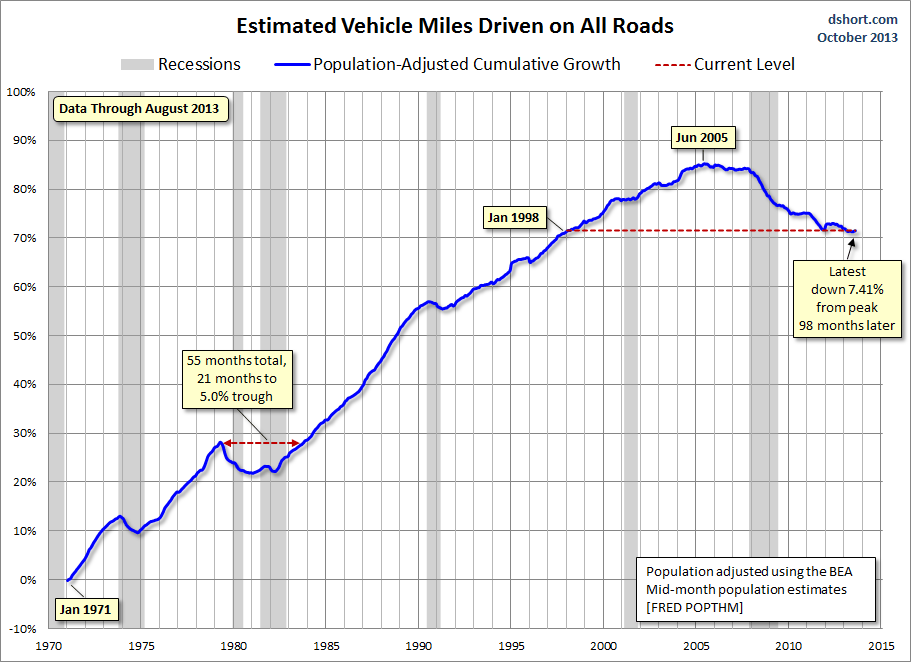 Estimated Vehicle Miles Driven on All Roads
dshort.com
October 2013
Recessions
Population-Adjusted Cumulative Growth
Current Level
100%
90%
80%
70%
60%
50%
40%
30%
20%
10%
0%
-10%
Data Through August 2013
Jun 2005
Jan 1998
Latest
down 7.41%
from peak
98 months later
55 months total,
21 months to
5.0% trough
Jan 1971
Population adjusted using the BEA
Mid-month population estimates
[FRED POPTHM]
1970
1975
1980
1985
1990
1995
2000
2005
2010
2015